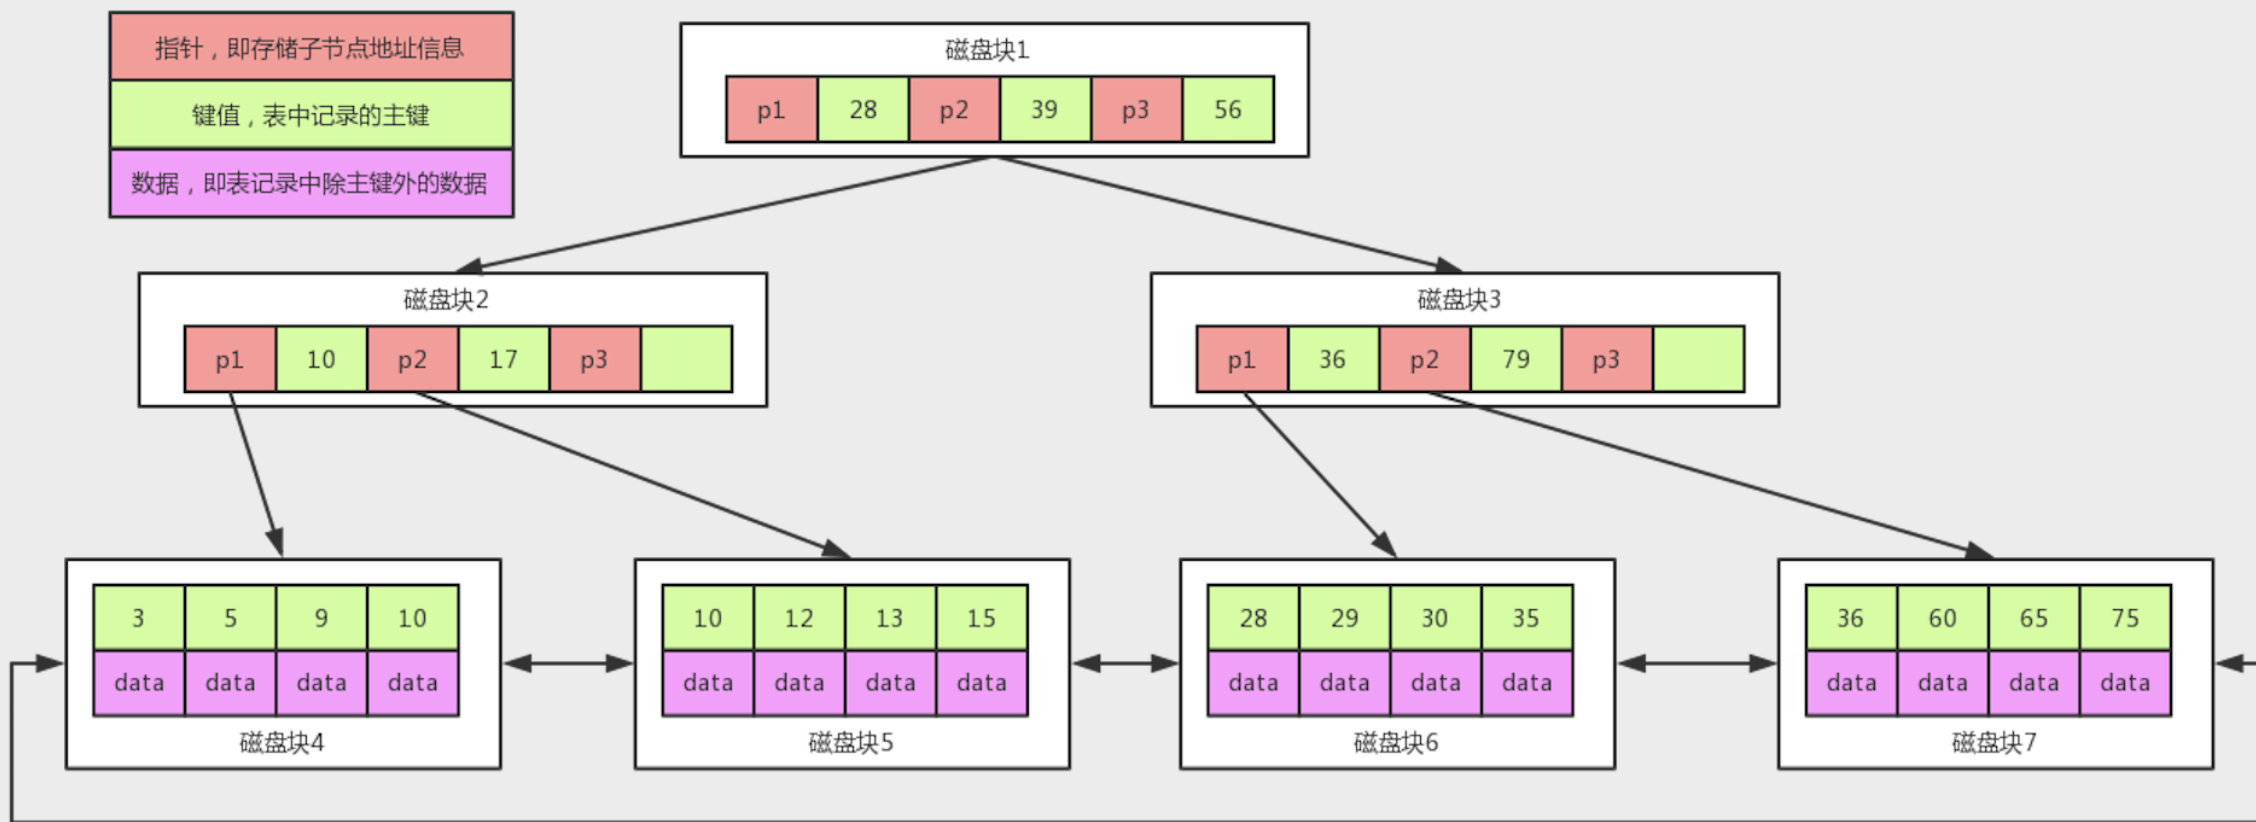 指针，即存储子节点地址信息
键值，表中记录的主键
数据，即表记录中除主键外的数据
磁盘块1
p1 28 p2 39 p3 56
磁盘块2
p1 10 p2 17 p3
磁盘块3
p1 36 p2 79 p3
3 5 9 10
data data data data
磁盘块4
10 12 13 15
data data data data
磁盘块5
28 29 30 35
data data data data
磁盘块6
36 60 65 75
data data data data
磁盘块7